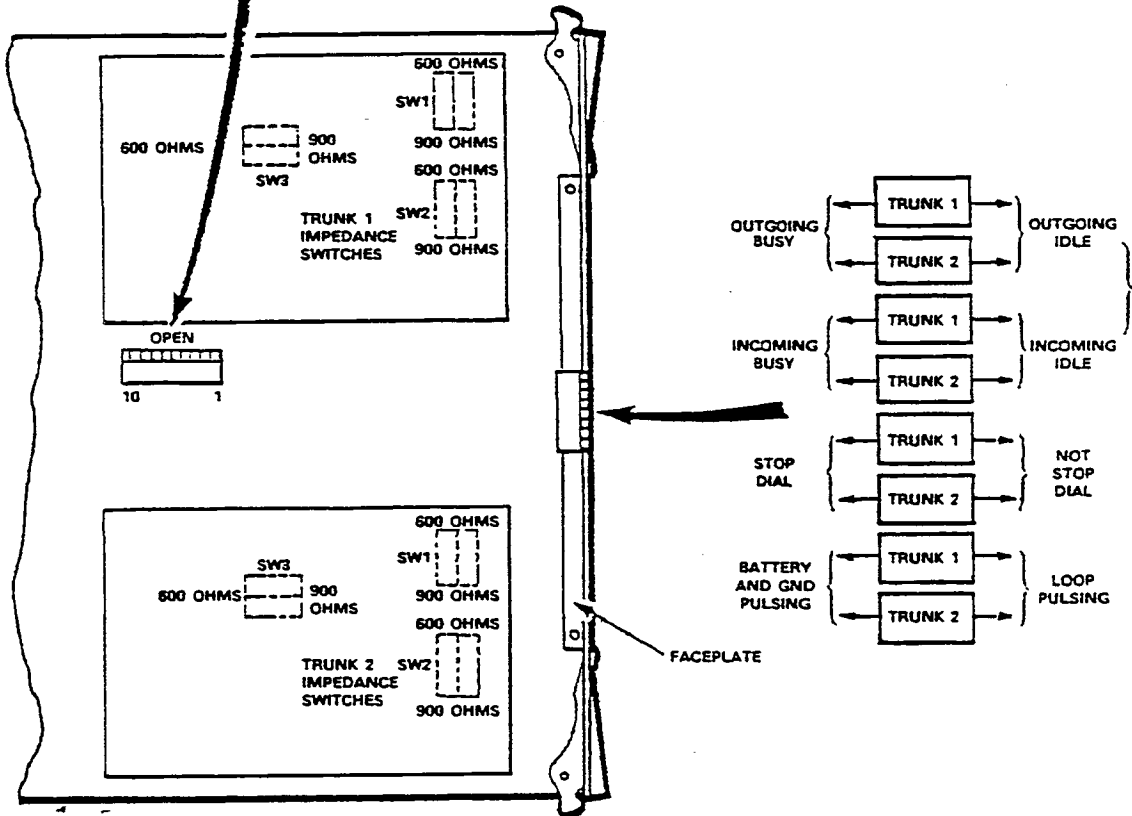 600 OHMS
SW1
900 OHMS
600 OHMS
900
OHMS
SW3
600 OHMS
SW2
900 OHMS
TRUNK 1
IMPEDANCE
SWITCHES
OPEN
10 1
600 OHMS
SW1
900 OHMS
SW3
600 OHMS
900
OHMS
600 OHMS
SW2
900 OHMS
TRUNK 2
IMPEDANCE
SWITCHES
FACEPLATE
OUTGOING
BUSY
TRUNK 1
TRUNK 2
OUTGOING
IDLE
INCOMING
BUSY
TRUNK 1
TRUNK 2
INCOMING
IDLE
STOP
DIAL
TRUNK 1
TRUNK 2
NOT
STOP
DIAL
BATTERY
AND GND
PULSING
TRUNK 1
TRUNK 2
LOOP
PULSING